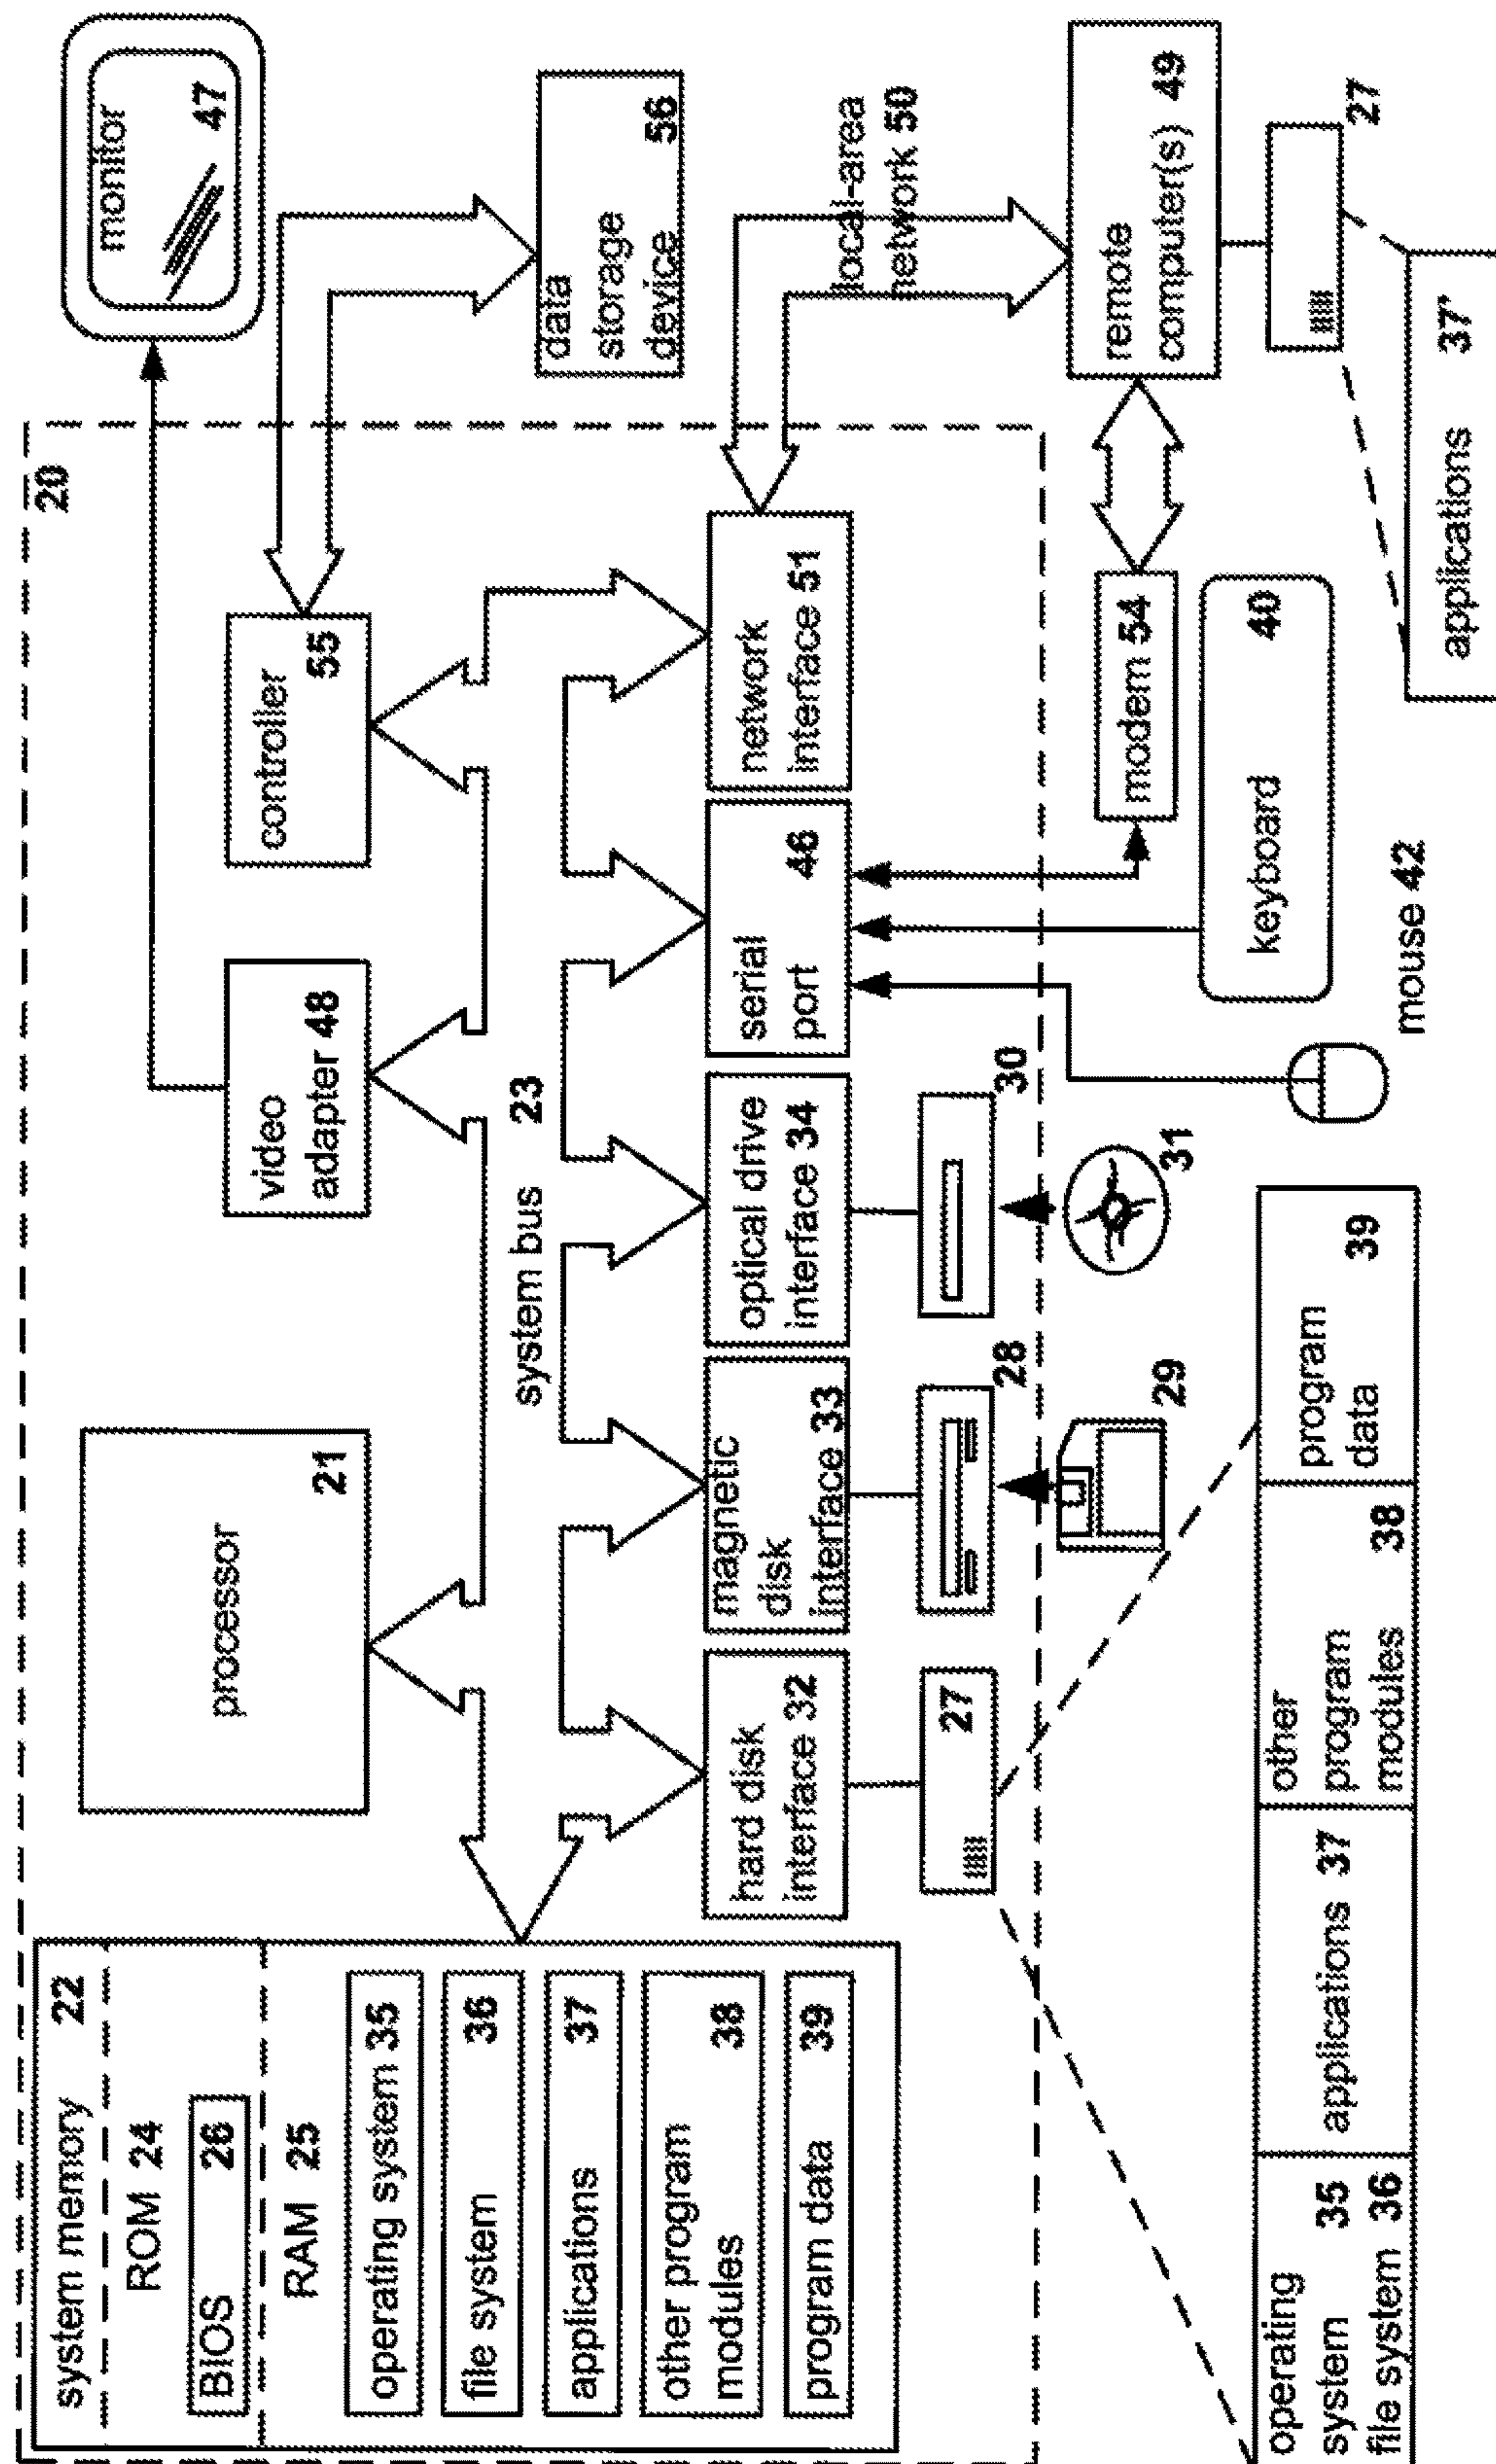 20
system memory 22
ROM 24
BIOS 26
RAM 25
operating system 35
file system 36
applications 37
other program
modules 38
program data 39
processor
21
video
adapter 48
controller
55
monitor
47
system bus 23
data
storage
device
56
hard disk
interface 32
magnetic
disk
interface 33
optical drive
interface 34
serial
port 46
network
interface 51
local-area
network 50
27
28
30
29
31
modem 54
remote
computer(s) 49
keyboard 40
mouse 42
27
operating
system 35
file system 36
applications 37
other
program
modules 38
program
data 39
applications 37'